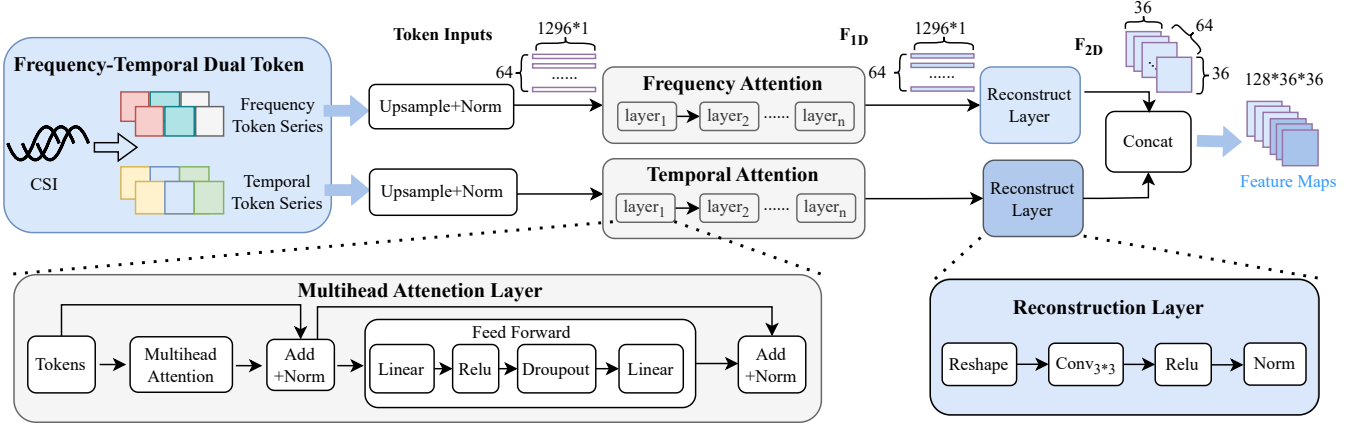 Frequency-Temporal Dual Token
Frequency
Token Series
CSI
Temporal
Token Series
Token Inputs
Upsample+Norm
Upsample+Norm
1296*1
64
......
Frequency Attention
layer1
layer2
......
layern
Temporal Attention
layer1
layer2
......
layern
F1D
1296*1
64
......
Reconstruct
Layer
Reconstruct
Layer
F2D
36
64
36
...
Concat
128*36*36
Feature Maps
Multihead Attenetion Layer
Tokens
Multihead
Attention
Add
+Norm
Feed Forward
Linear
Relu
Droupout
Linear
Add
+Norm
Reconstruction Layer
Reshape
Conv3*3
Relu
Norm